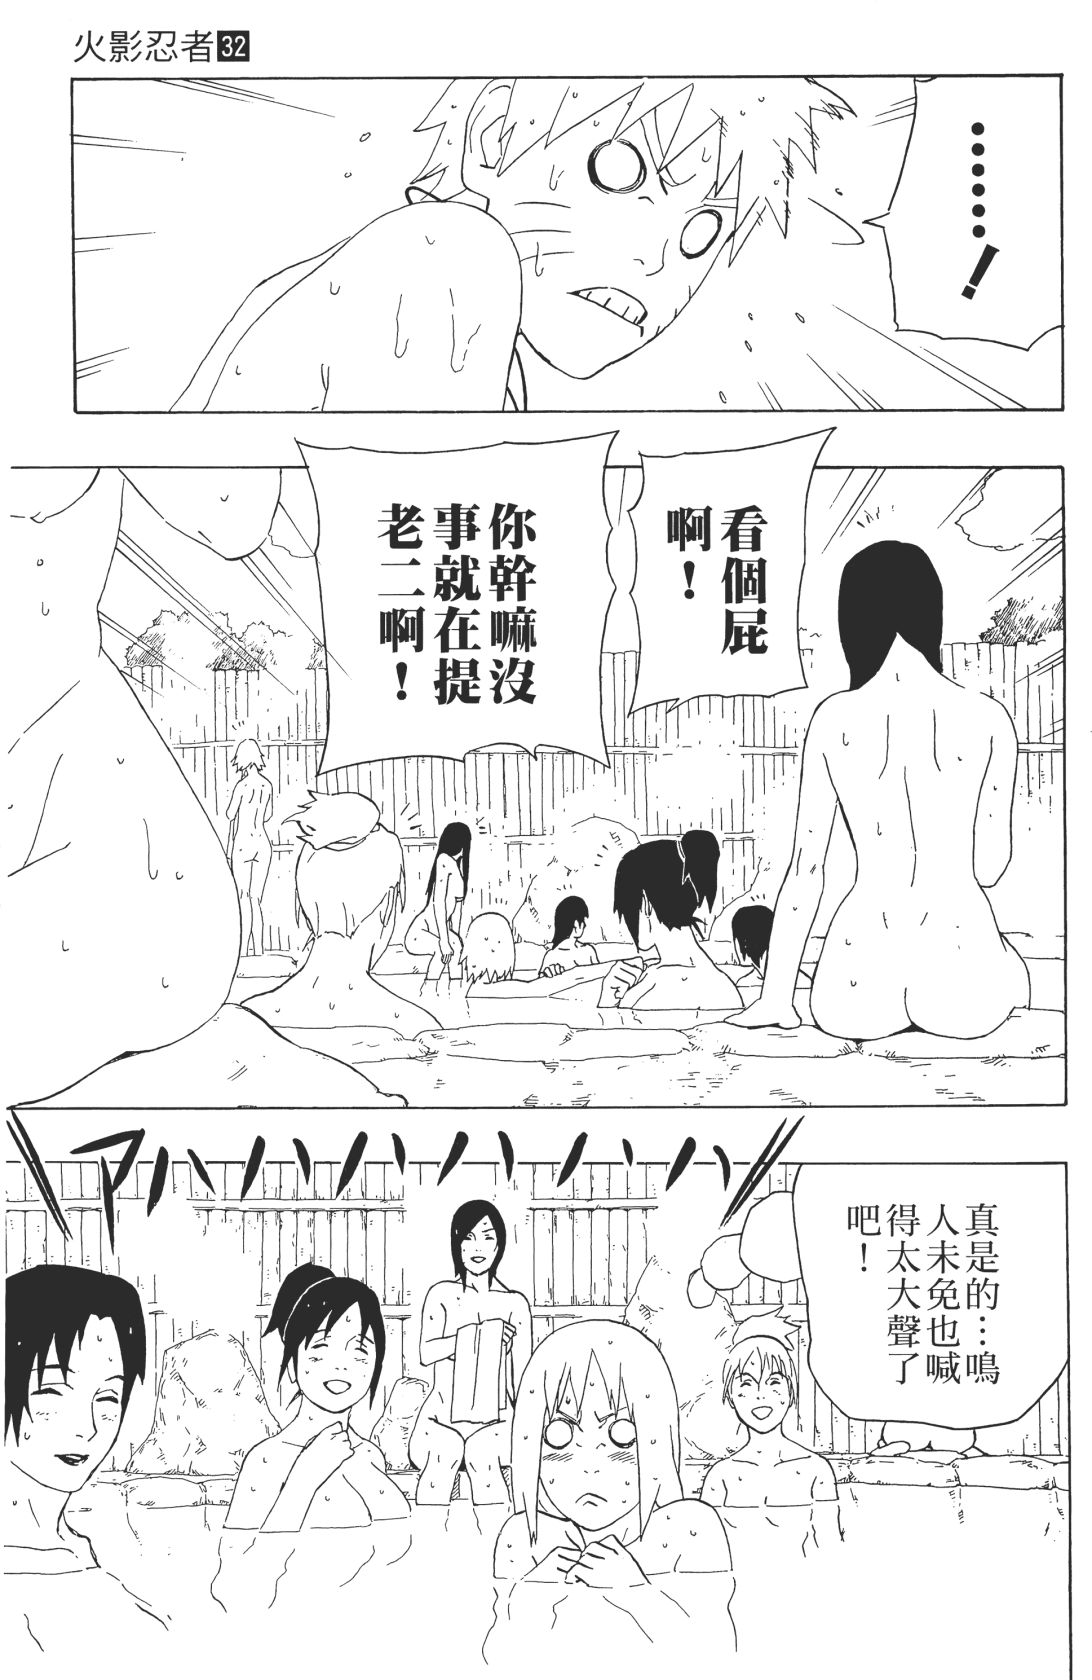 火影忍者32
⋯⋯！
看個屁
啊！
你幹嘛沒
事就在提
老二啊！
アハハハハハハハ
真是的…鳴
人未免也喊
得太大聲了
吧！